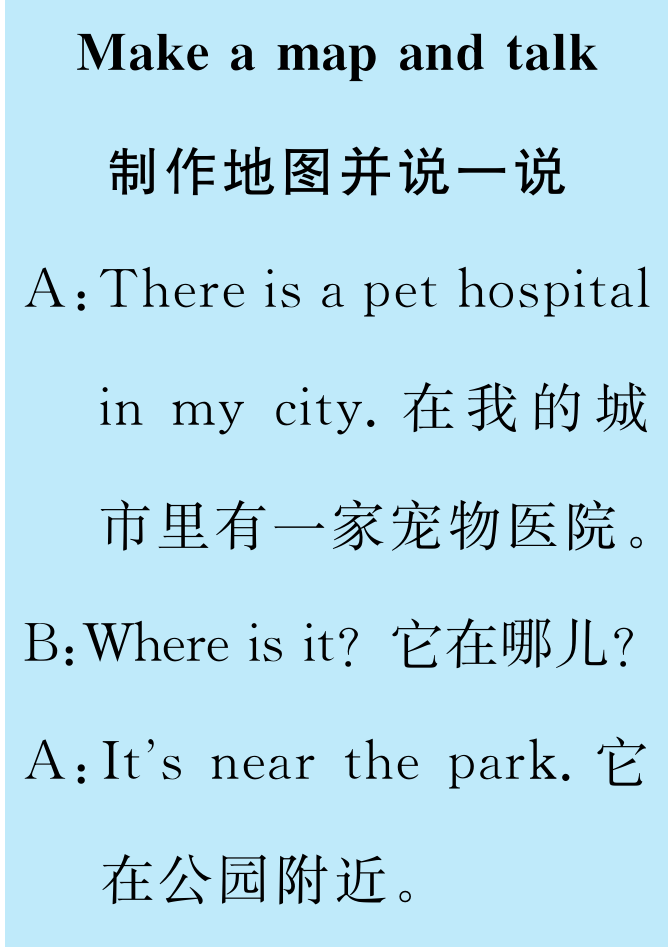 Make a map and talk
制作地图并说一说
A:There is a pet hospital
in my city. 在我的城
市里有一家宠物医院。
B:Where is it? 它在哪儿?
A:It's near the park. 它
在公园附近。